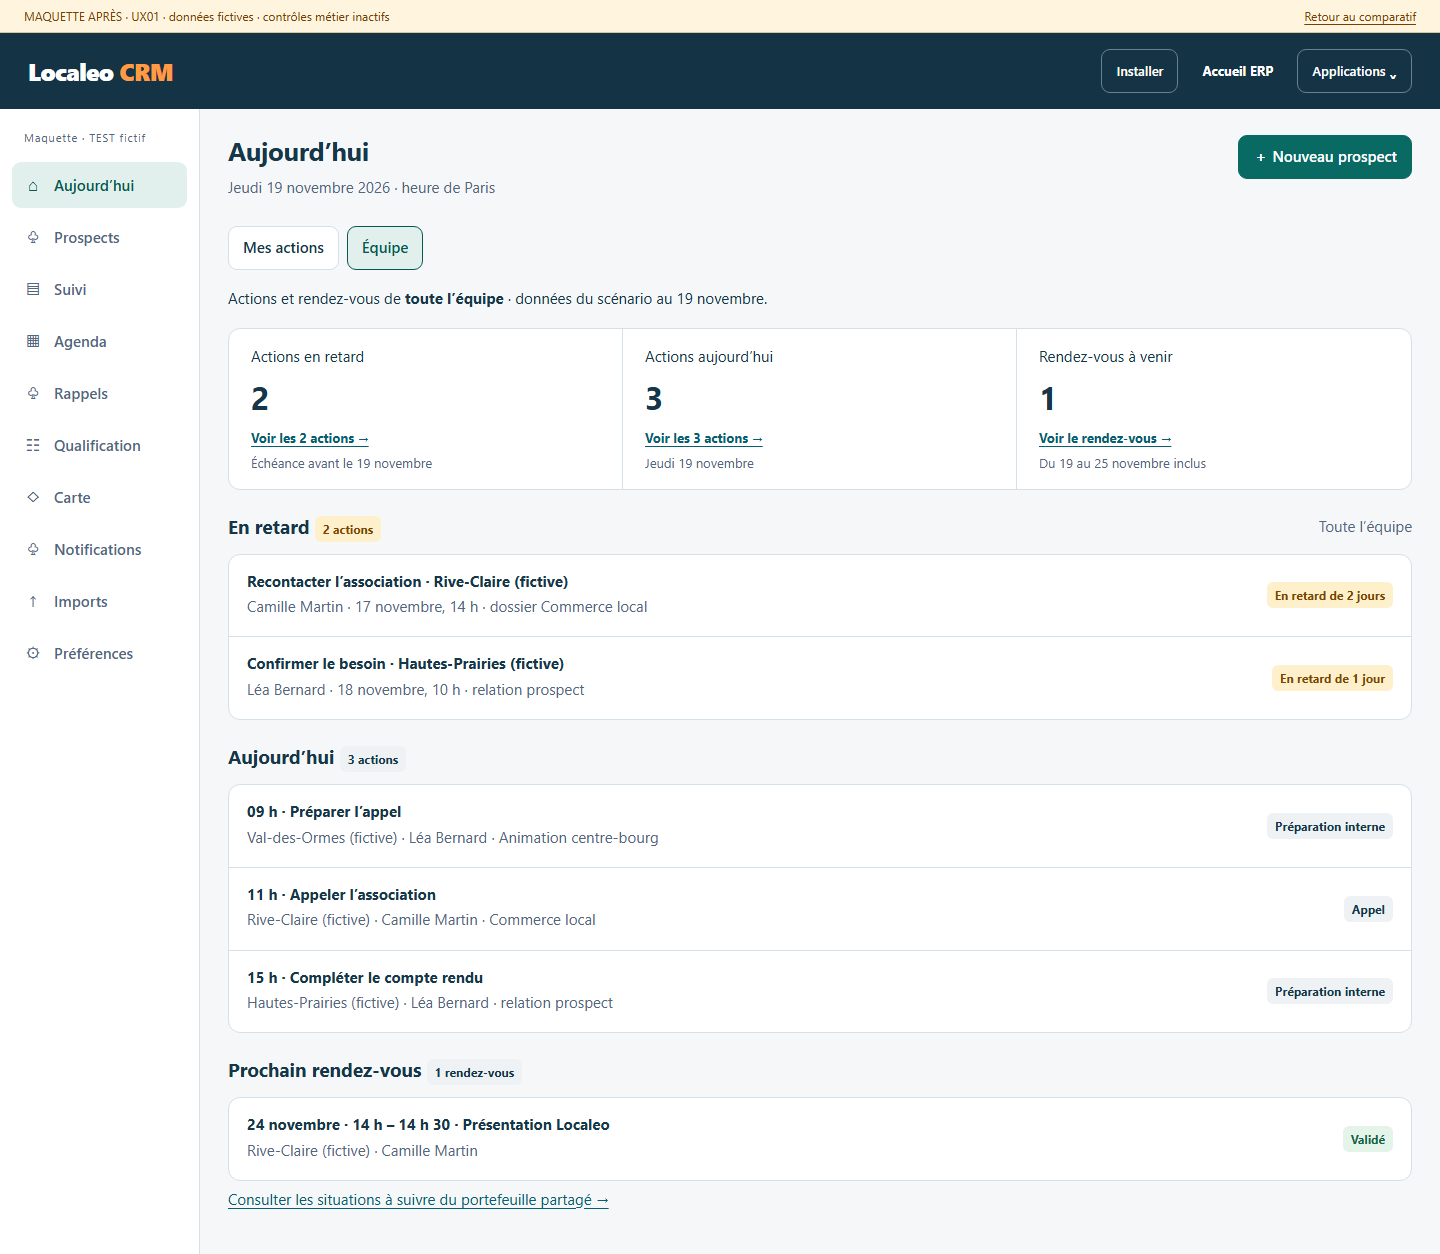 MAQUETTE APRÈS · UX01 · données fictives · contrôles métier inactifs
Retour au comparatif
Localeo CRM
Installer
Accueil ERP
Applications
Maquette · TEST fictif
Aujourd’hui
Prospects
Suivi
Agenda
Rappels
Qualification
Carte
Notifications
Imports
Préférences
Aujourd’hui
Jeudi 19 novembre 2026 · heure de Paris
+ Nouveau prospect
Mes actions
Équipe
Actions et rendez-vous de toute l’équipe · données du scénario au 19 novembre.
Actions en retard
2
Voir les 2 actions →
Échéance avant le 19 novembre
Actions aujourd’hui
3
Voir les 3 actions →
Jeudi 19 novembre
Rendez-vous à venir
1
Voir le rendez-vous →
Du 19 au 25 novembre inclus
En retard 2 actions
Toute l’équipe
Recontacter l’association · Rive-Claire (fictive)
Camille Martin · 17 novembre, 14 h · dossier Commerce local
En retard de 2 jours
Confirmer le besoin · Hautes-Prairies (fictive)
Léa Bernard · 18 novembre, 10 h · relation prospect
En retard de 1 jour
Aujourd’hui 3 actions
09 h · Préparer l’appel
Val-des-Ormes (fictive) · Léa Bernard · Animation centre-bourg
Préparation interne
11 h · Appeler l’association
Rive-Claire (fictive) · Camille Martin · Commerce local
Appel
15 h · Compléter le compte rendu
Hautes-Prairies (fictive) · Léa Bernard · relation prospect
Préparation interne
Prochain rendez-vous 1 rendez-vous
24 novembre · 14 h – 14 h 30 · Présentation Localeo
Rive-Claire (fictive) · Camille Martin
Validé
Consulter les situations à suivre du portefeuille partagé →